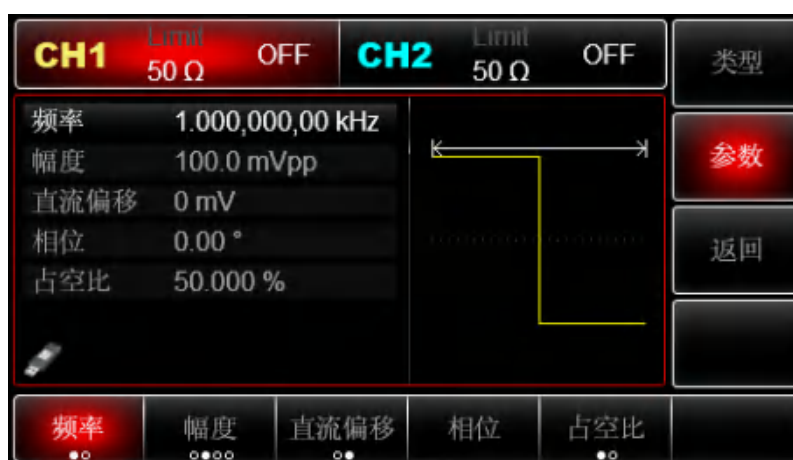 CH1 Limit 50 Ω OFF CH2 Limit 50 Ω OFF
类型
频率 1.000,000,00 kHz
幅度 100.0 mVpp
直流偏移 0 mV
相位 0.00 °
占空比 50.000 %
参数
返回
频率 幅度 直流偏移 相位 占空比